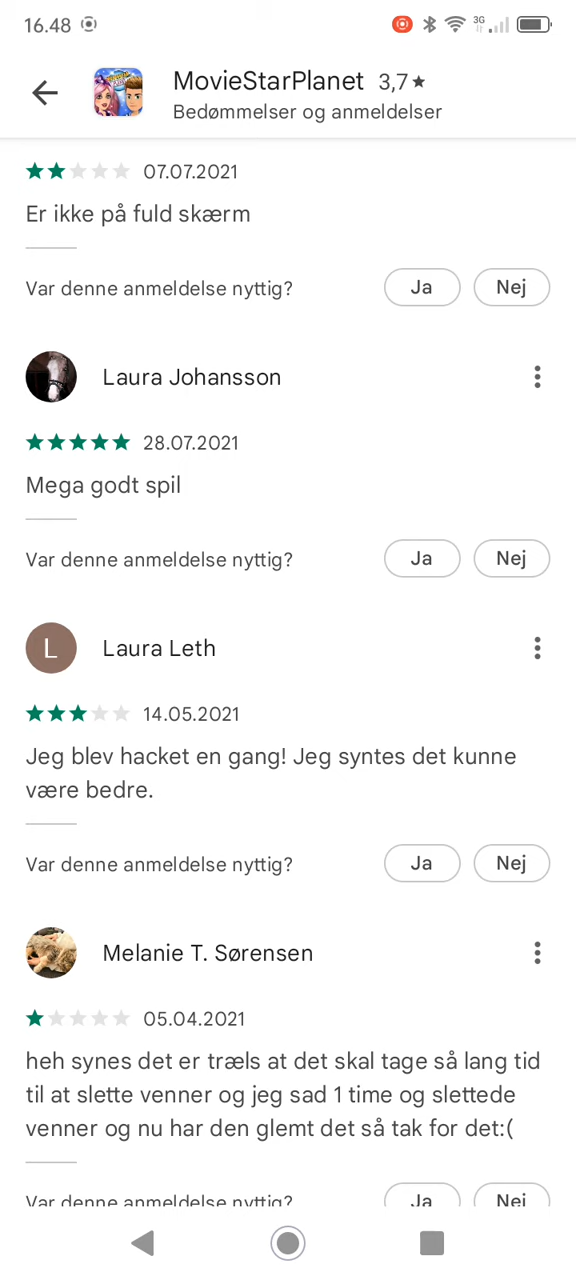 16.48
3G
MovieStarPlanet 3,7★
Bedømmelser og anmeldelser
07.07.2021
Er ikke på fuld skærm
Var denne anmeldelse nyttig? Ja Nej
Laura Johansson
28.07.2021
Mega godt spil
Var denne anmeldelse nyttig? Ja Nej
L Laura Leth
14.05.2021
Jeg blev hacket en gang! Jeg syntes det kunne
være bedre.
Var denne anmeldelse nyttig? Ja Nej
Melanie T. Sørensen
05.04.2021
heh synes det er træls at det skal tage så lang tid
til at slette venner og jeg sad 1 time og slettede
venner og nu har den glemt det så tak for det:(
Var denne anmeldelse nyttig? Ja Nej